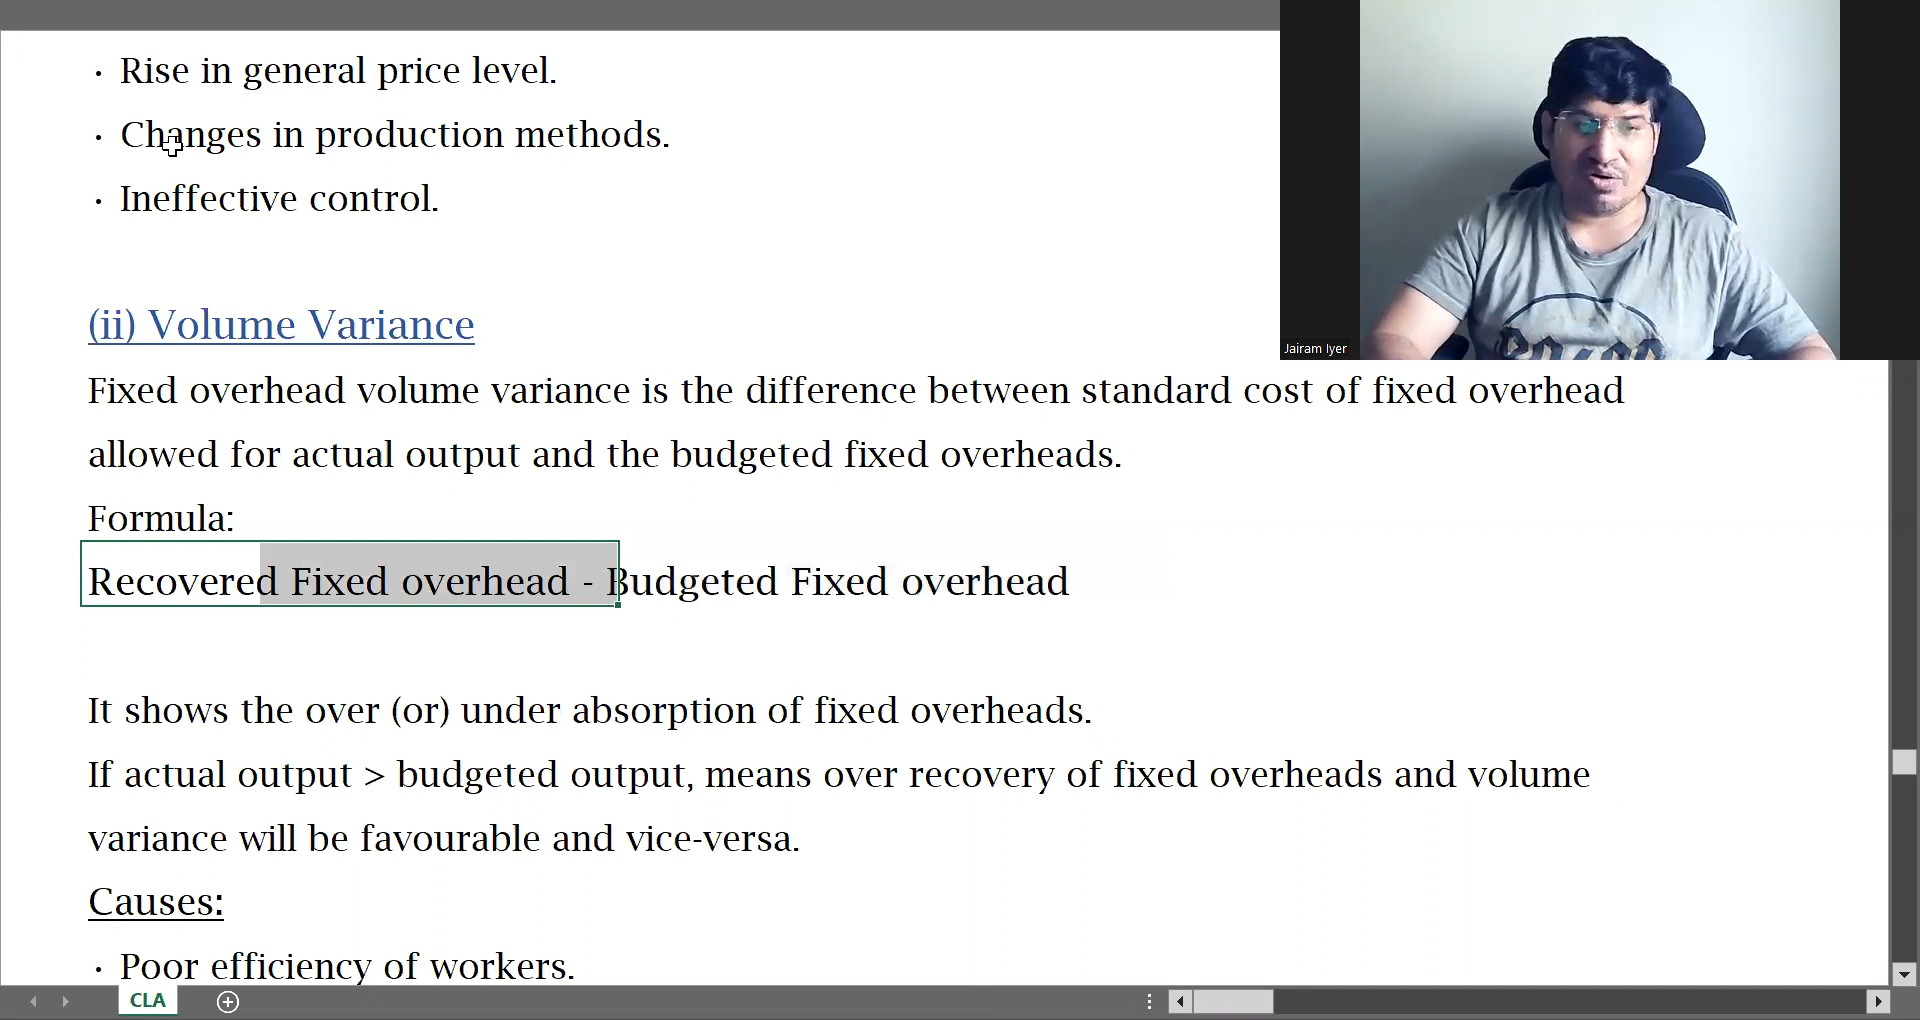 · Rise in general price level.
· Changes in production methods.
· Ineffective control.
Jairam Iyer
(ii) Volume Variance
Fixed overhead volume variance is the difference between standard cost of fixed overhead
allowed for actual output and the budgeted fixed overheads.
Formula:
Recovered Fixed overhead - Budgeted Fixed overhead
It shows the over (or) under absorption of fixed overheads.
If actual output > budgeted output, means over recovery of fixed overheads and volume
variance will be favourable and vice-versa.
Causes:
· Poor efficiency of workers.
CLA